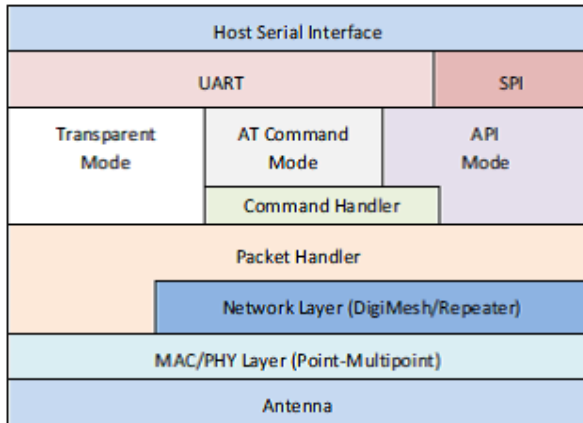 Host Serial Interface
UART
SPI
Transparent
Mode
AT Command
Mode
API
Mode
Command Handler
Packet Handler
Network Layer (DigiMesh/Repeater)
MAC/PHY Layer (Point-Multipoint)
Antenna